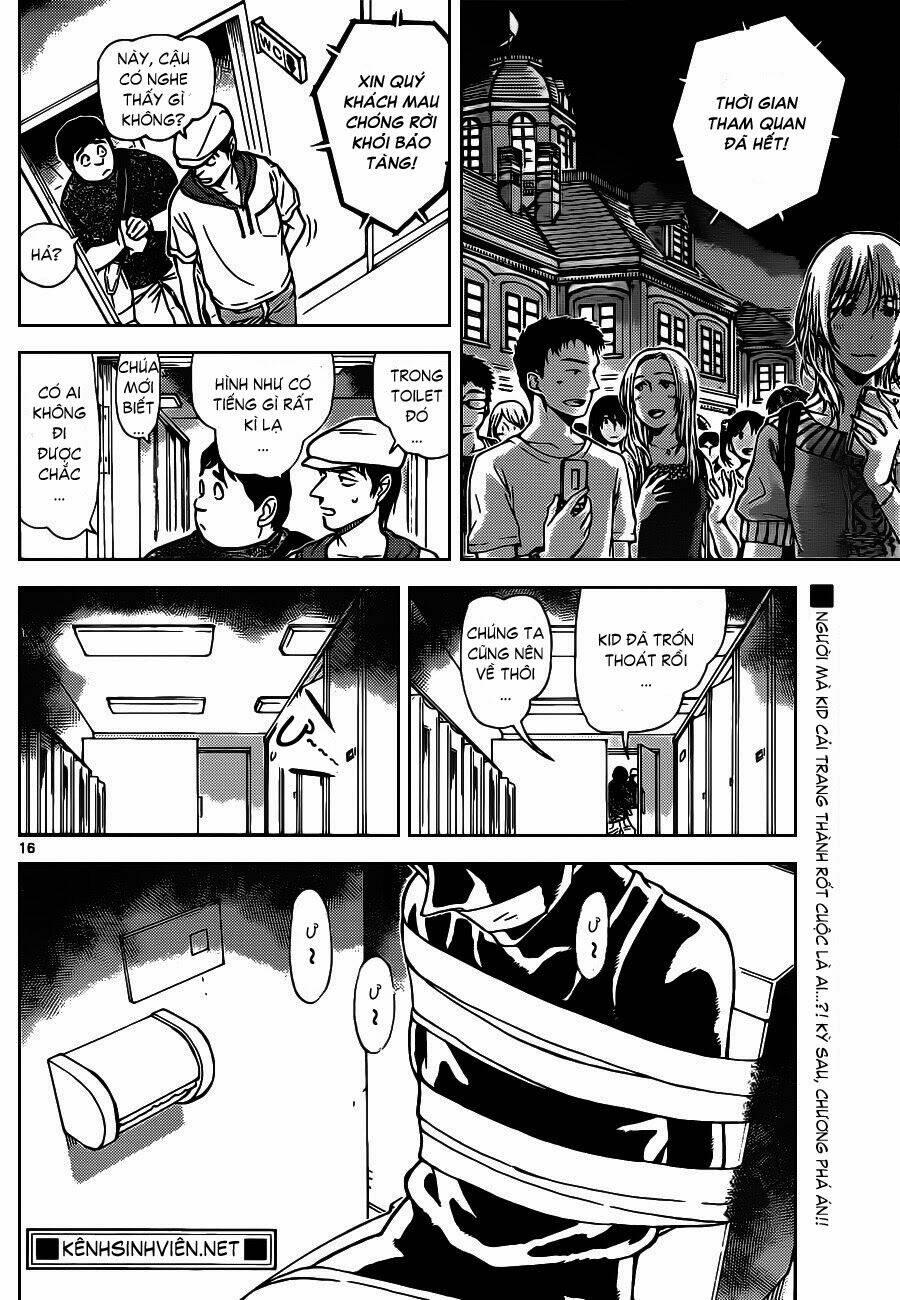 THỜI GIAN
THAM QUAN
ĐÃ HẾT!
XIN QUÝ
KHÁCH MAU
CHÓNG RỜI
KHỎI BẢO
TÀNG!
WC
NÀY, CẬU
CÓ NGHE
THẤY GÌ
KHÔNG?
HẢ?
TRONG
TOILET
ĐÓ
...
HÌNH NHƯ CÓ
TIẾNG GÌ RẤT
KÌ LẠ
CHÚA
MỚI
BIẾT
...
CÓ AI
KHÔNG
ĐI
ĐƯỢC
CHẮC
...
KID ĐÃ TRỐN
THOÁT RỒI
...
CHÚNG TA
CŨNG NÊN
VỀ THÔI
...
16
Ư
~
Ư
~
NGƯỜI MÀ KID CẢI TRANG THÀNH RỐT CUỘC LÀ AI...?! KỲ SAU, CHƯƠNG PHÁ ÁN!!
KÊNHSINHVIÊN.NET